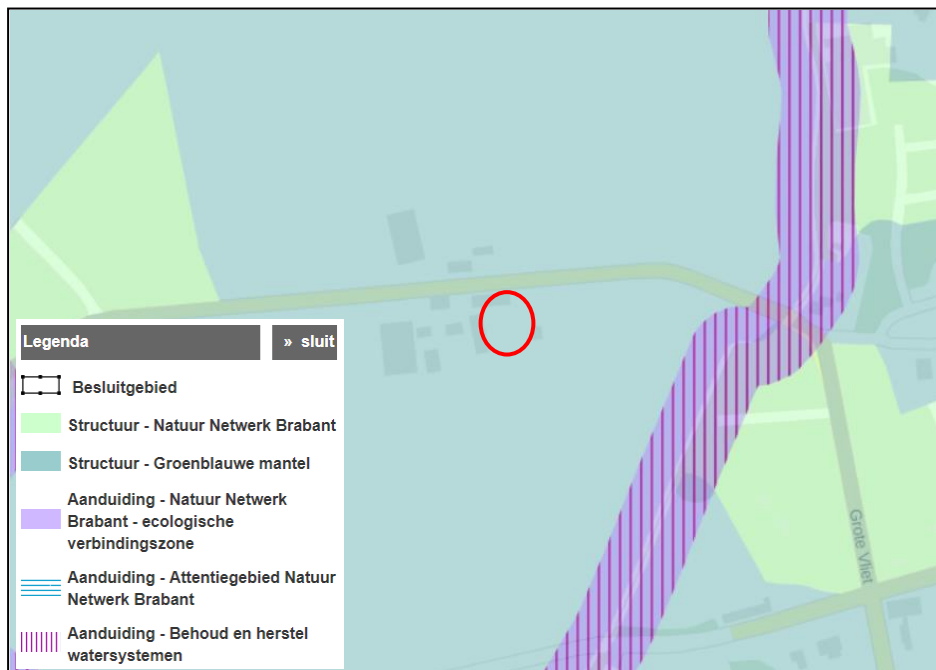 Legenda
» sluit
Besluitgebied
Structuur - Natuur Netwerk Brabant
Structuur - Groenblauwe mantel
Aanduiding - Natuur Netwerk
Brabant - ecologische
verbindingszone
Aanduiding - Attentiegebied Natuur
Netwerk Brabant
Aanduiding - Behoud en herstel
watersystemen
Grote Vliet